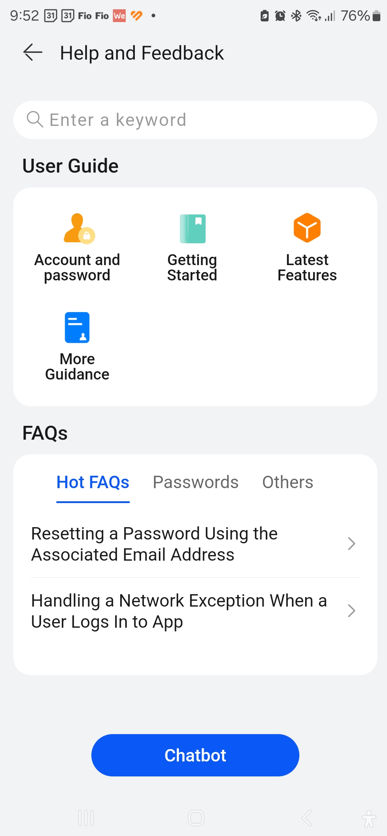 9:52 31 31 Fio Fio We 76%
Help and Feedback
Enter a keyword
User Guide
Account and
password
Getting
Started
Latest
Features
More
Guidance
FAQs
Hot FAQs Passwords Others
Resetting a Password Using the
Associated Email Address
Handling a Network Exception When a
User Logs In to App
Chatbot